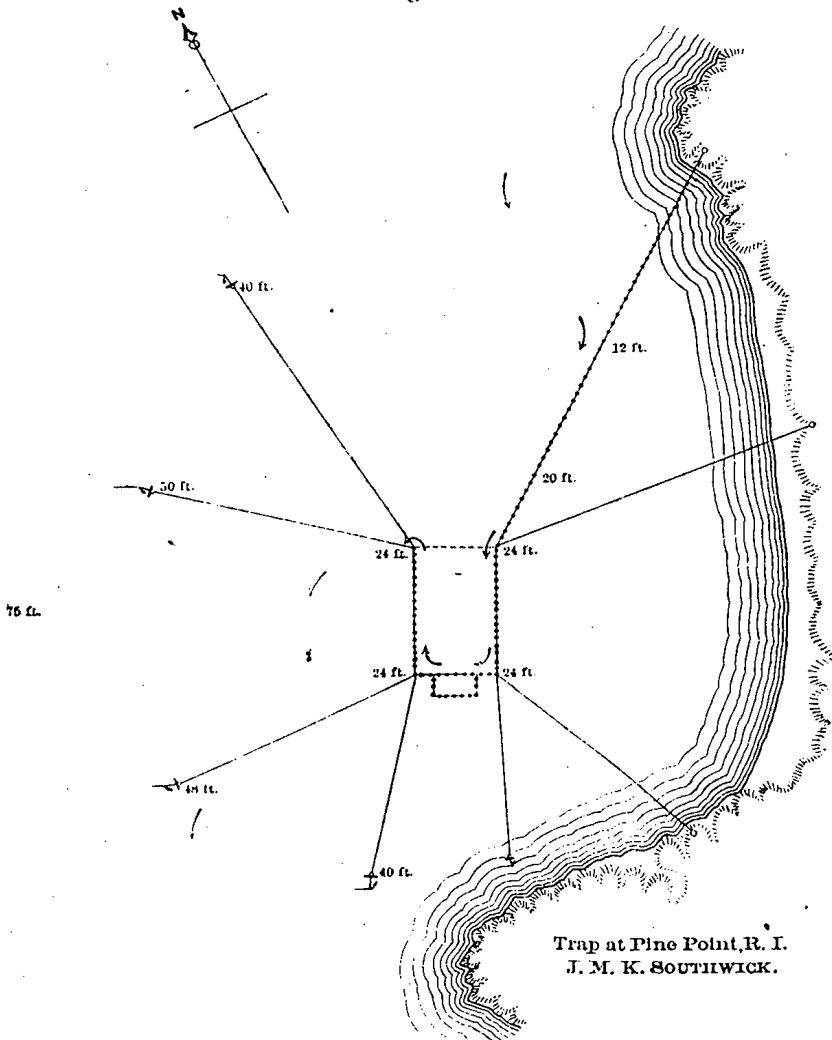 N
40 ft.
12 ft.
20 ft.
50 ft.
24 ft.
24 ft.
75 ft.
24 ft.
24 ft.
48 ft.
40 ft.
Trap at Pine Point, R. I.
J. M. K. SOUTHWICK.